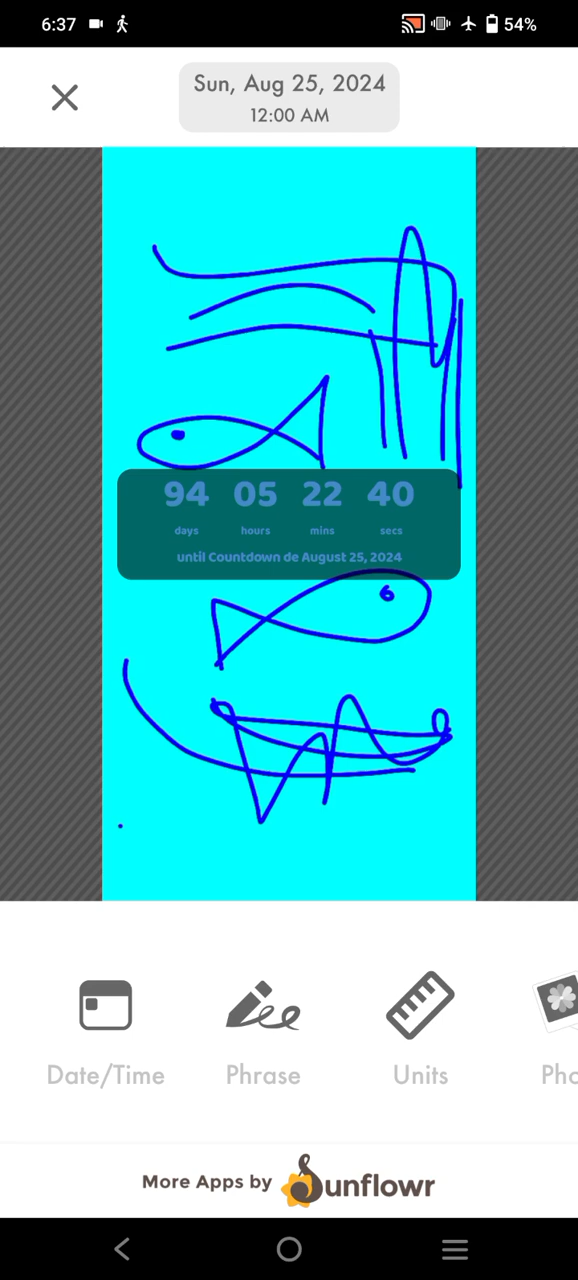 6:37 54%
Sun, Aug 25, 2024
12:00 AM
94 05 22 40
days hours mins secs
until Countdown de August 25, 2024
Date/Time Phrase Units Pho
More Apps by Sunflowr